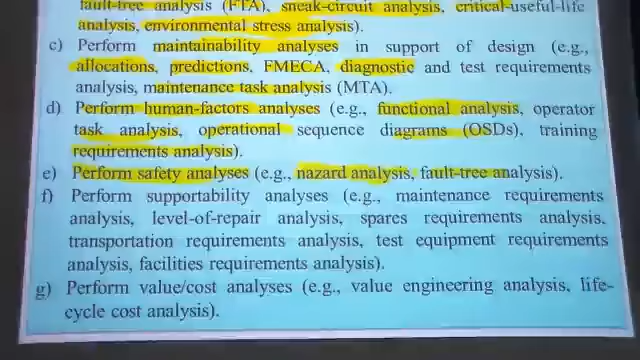 fault-tree analysis (FTA), sneak-circuit analysis, critical-useful-life
analysis, environmental stress analysis).
c) Perform maintainability analyses in support of design (e.g.,
allocations, predictions, FMECA, diagnostic and test requirements
analysis, maintenance task analysis (MTA).
d) Perform human-factors analyses (e.g., functional analysis, operator
task analysis, operational sequence diagrams (OSDs), training
requirements analysis).
e) Perform safety analyses (e.g., hazard analysis, fault-tree analysis).
f) Perform supportability analyses (e.g., maintenance requirements
analysis, level-of-repair analysis, spares requirements analysis,
transportation requirements analysis, test equipment requirements
analysis, facilities requirements analysis).
g) Perform value/cost analyses (e.g., value engineering analysis, life-
cycle cost analysis).